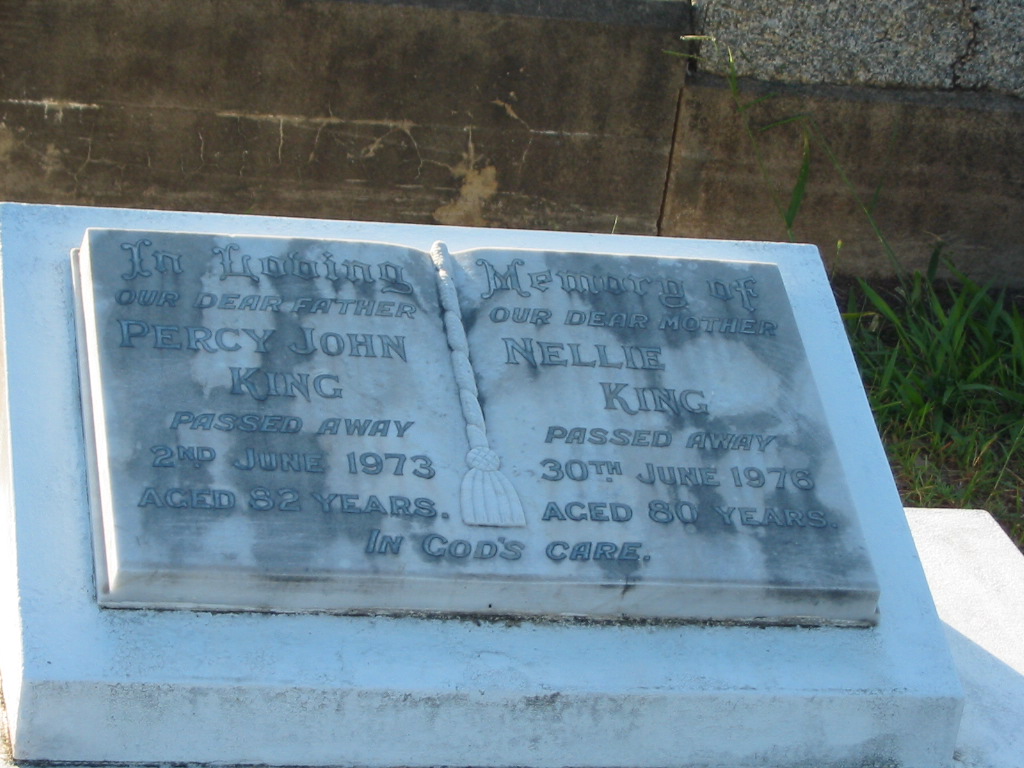 In Loving
OUR DEAR FATHER
PERCY JOHN
KING
PASSED AWAY
2ND JUNE 1973
AGED 82 YEARS.
Memory of
OUR DEAR MOTHER
NELLIE
KING
PASSED AWAY
30TH JUNE 1976
AGED 80 YEARS.
IN GOD'S CARE.